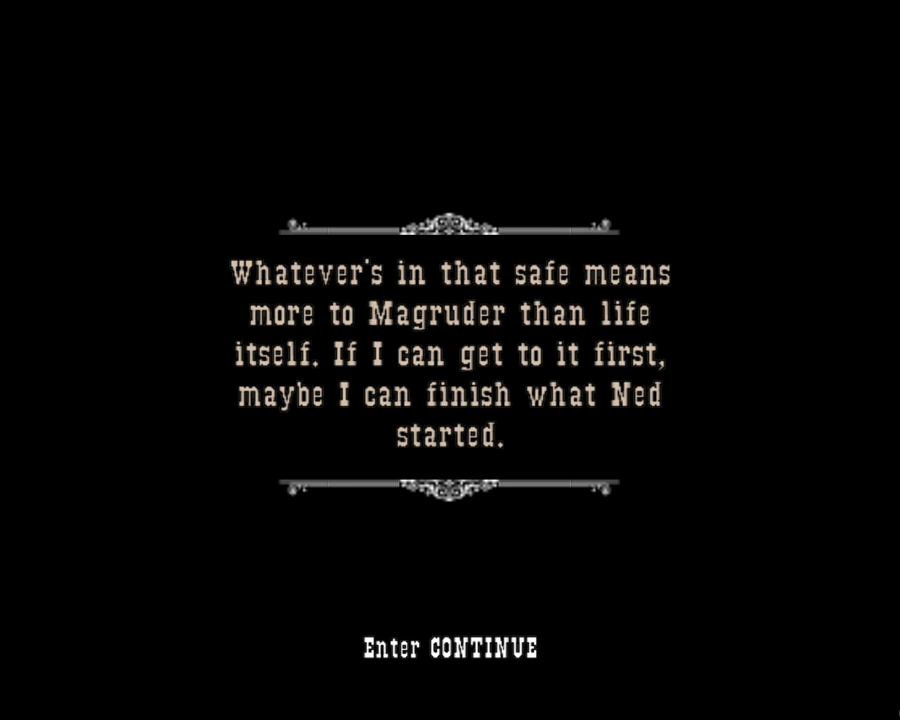 Whatever's in that safe means
more to Magruder than life
itself. If I can get to it first,
maybe I can finish what Ned
started.
Enter CONTINUE